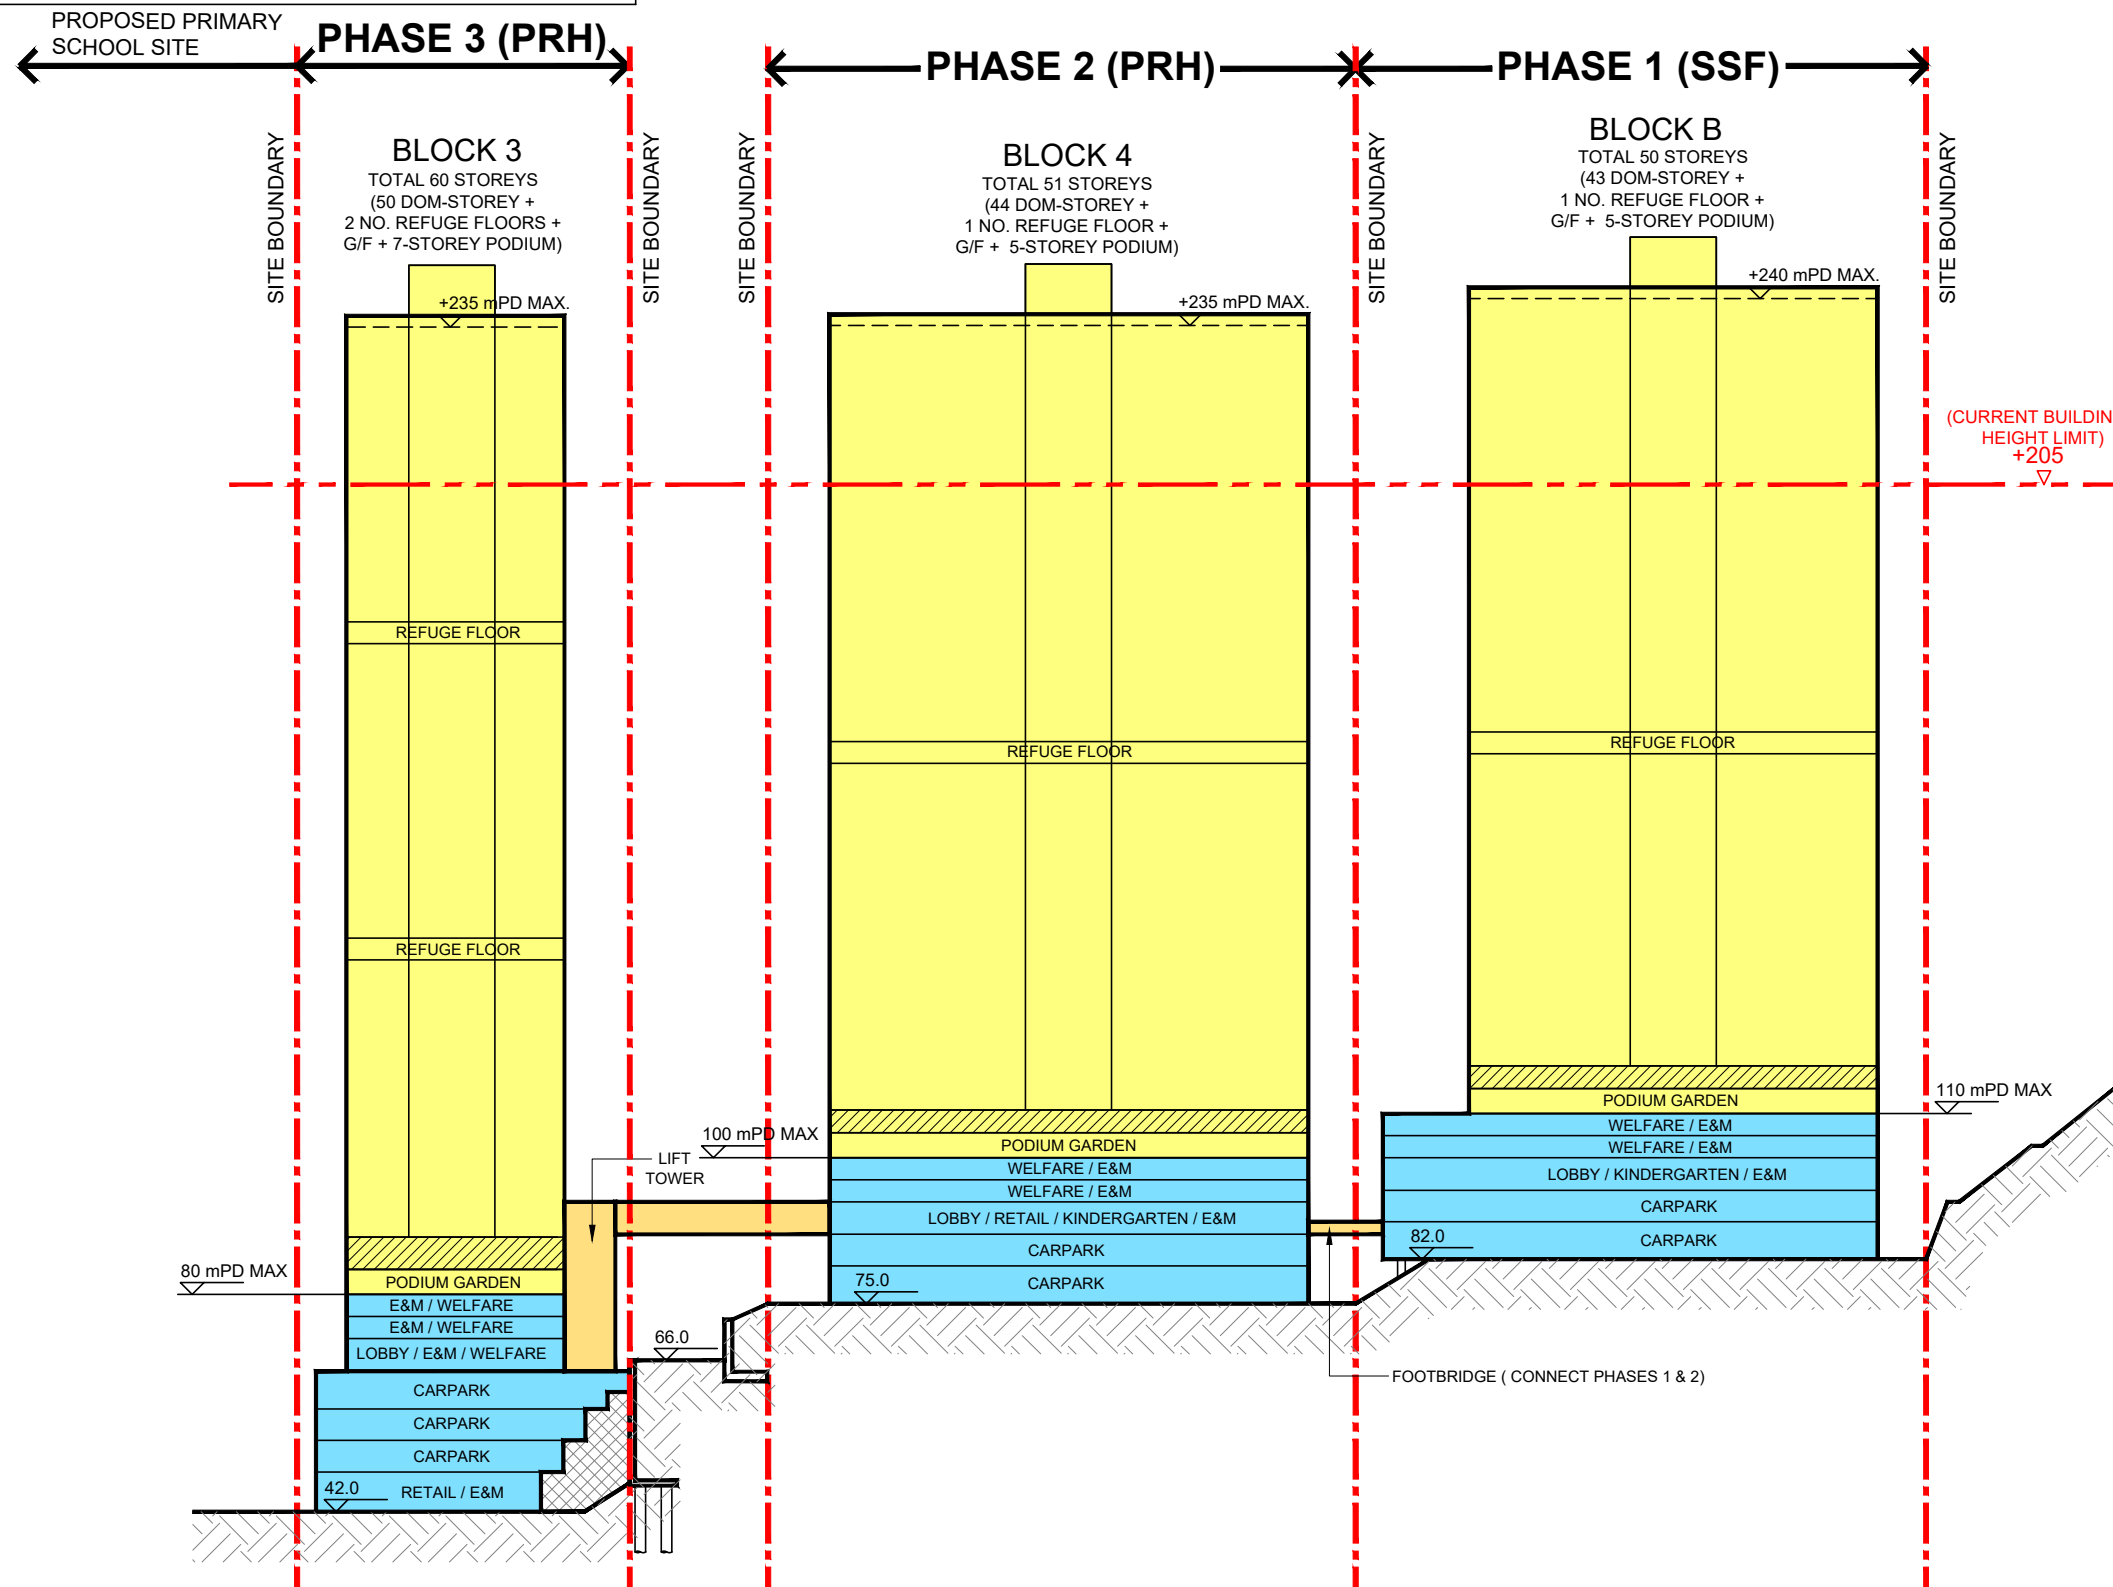 PROPOSED PRIMARY
SCHOOL SITE
PHASE 3 (PRH)
PHASE 2 (PRH)
PHASE 1 (SSF)
SITE BOUNDARY
SITE BOUNDARY
SITE BOUNDARY
SITE BOUNDARY
SITE BOUNDARY
BLOCK 3
TOTAL 60 STOREYS
(50 DOM-STOREY +
2 NO. REFUGE FLOORS +
G/F + 7-STOREY PODIUM)
BLOCK 4
TOTAL 51 STOREYS
(44 DOM-STOREY +
1 NO. REFUGE FLOOR +
G/F + 5-STOREY PODIUM)
BLOCK B
TOTAL 50 STOREYS
(43 DOM-STOREY +
1 NO. REFUGE FLOOR +
G/F + 5-STOREY PODIUM)
+235 mPD MAX.
+235 mPD MAX.
+240 mPD MAX.
(CURRENT BUILDIN
HEIGHT LIMIT)
+205
REFUGE FLOOR
REFUGE FLOOR
REFUGE FLOOR
REFUGE FLOOR
80 mPD MAX
PODIUM GARDEN
E&M / WELFARE
E&M / WELFARE
LOBBY / E&M / WELFARE
CARPARK
CARPARK
CARPARK
42.0
RETAIL / E&M
LIFT
TOWER
66.0
100 mPD MAX
PODIUM GARDEN
WELFARE / E&M
WELFARE / E&M
LOBBY / RETAIL / KINDERGARTEN / E&M
CARPARK
75.0
CARPARK
110 mPD MAX
PODIUM GARDEN
WELFARE / E&M
WELFARE / E&M
LOBBY / KINDERGARTEN / E&M
CARPARK
82.0
CARPARK
FOOTBRIDGE ( CONNECT PHASES 1 & 2)